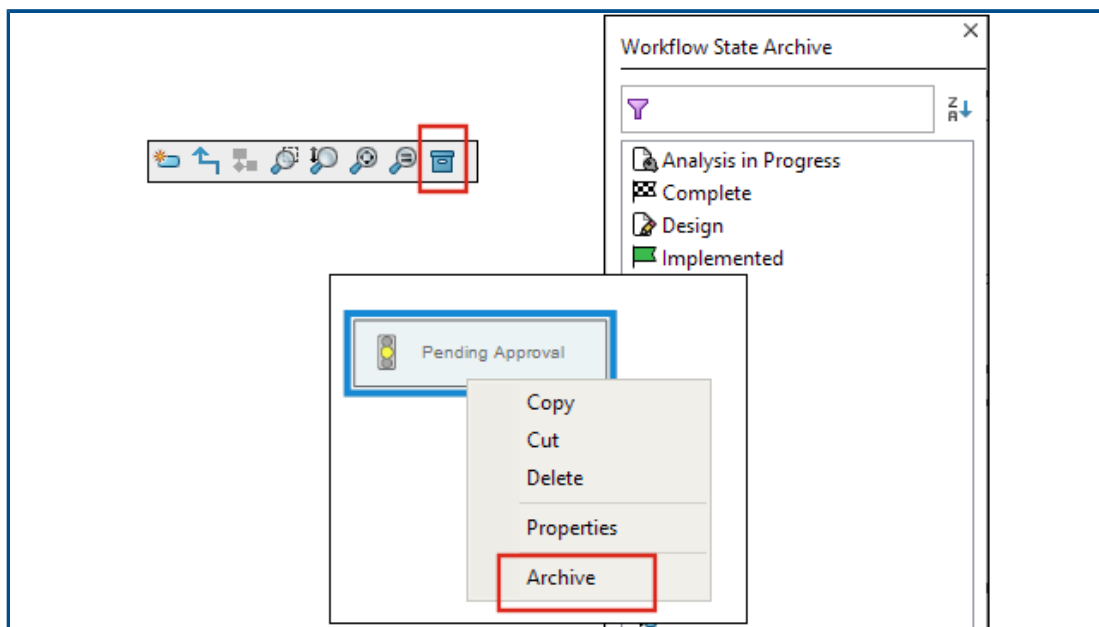 Workflow State Archive
Z
A
Analysis in Progress
Complete
Design
Implemented
Pending Approval
Copy
Cut
Delete
Properties
Archive